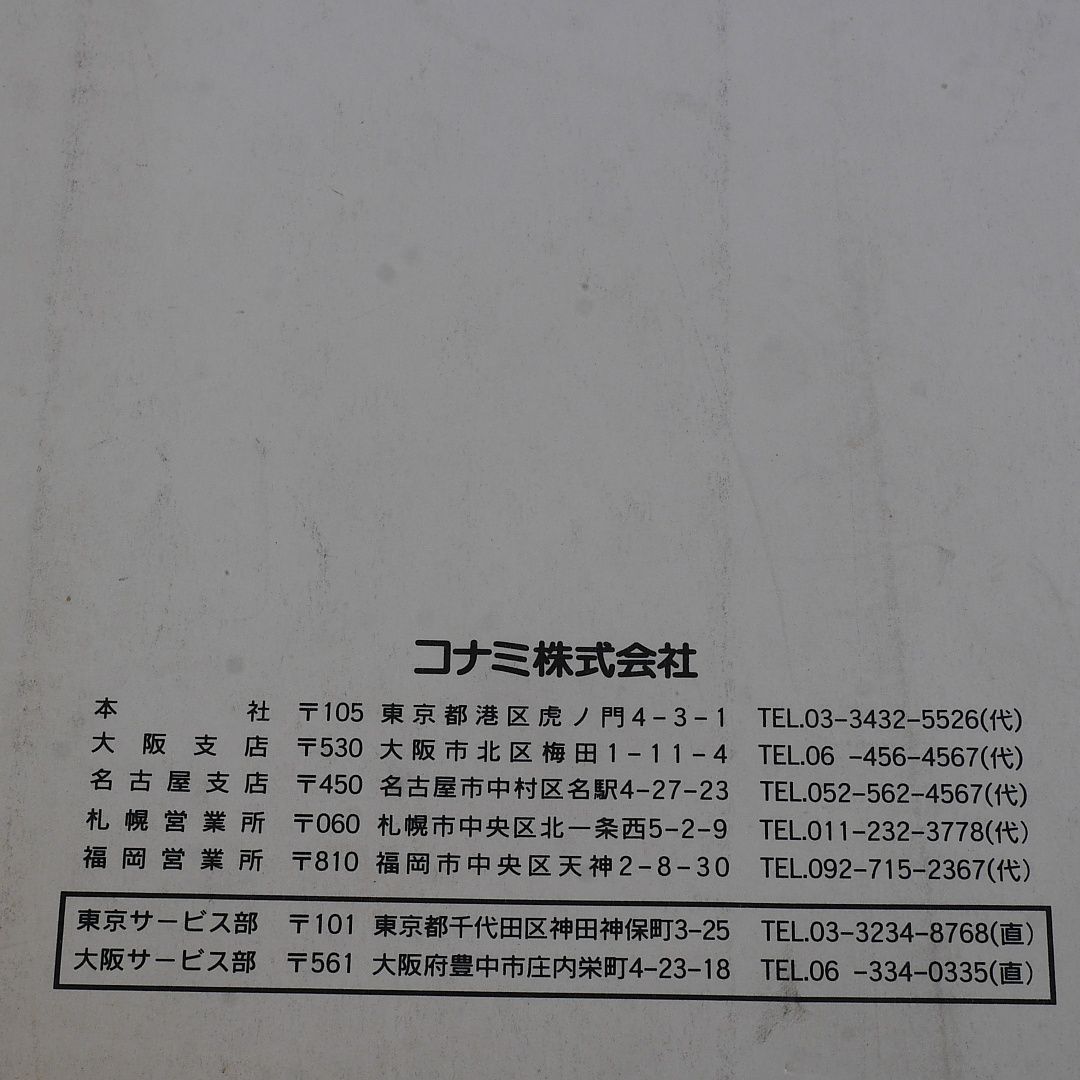 コナミ株式会社
本社 〒105 東京都港区虎ノ門4-3-1 TEL.03-3432-5526(代)
大阪支店 〒530 大阪市北区梅田1-11-4 TEL.06 -456-4567(代)
名古屋支店 〒450 名古屋市中村区名駅4-27-23 TEL.052-562-4567(代)
札幌営業所 〒060 札幌市中央区北一条西5-2-9 TEL.011-232-3778(代)
福岡営業所 〒810 福岡市中央区天神2-8-30 TEL.092-715-2367(代)
東京サービス部 〒101 東京都千代田区神田神保町3-25 TEL.03-3234-8768(直)
大阪サービス部 〒561 大阪府豊中市庄内栄町4-23-18 TEL.06 -334-0335(直)